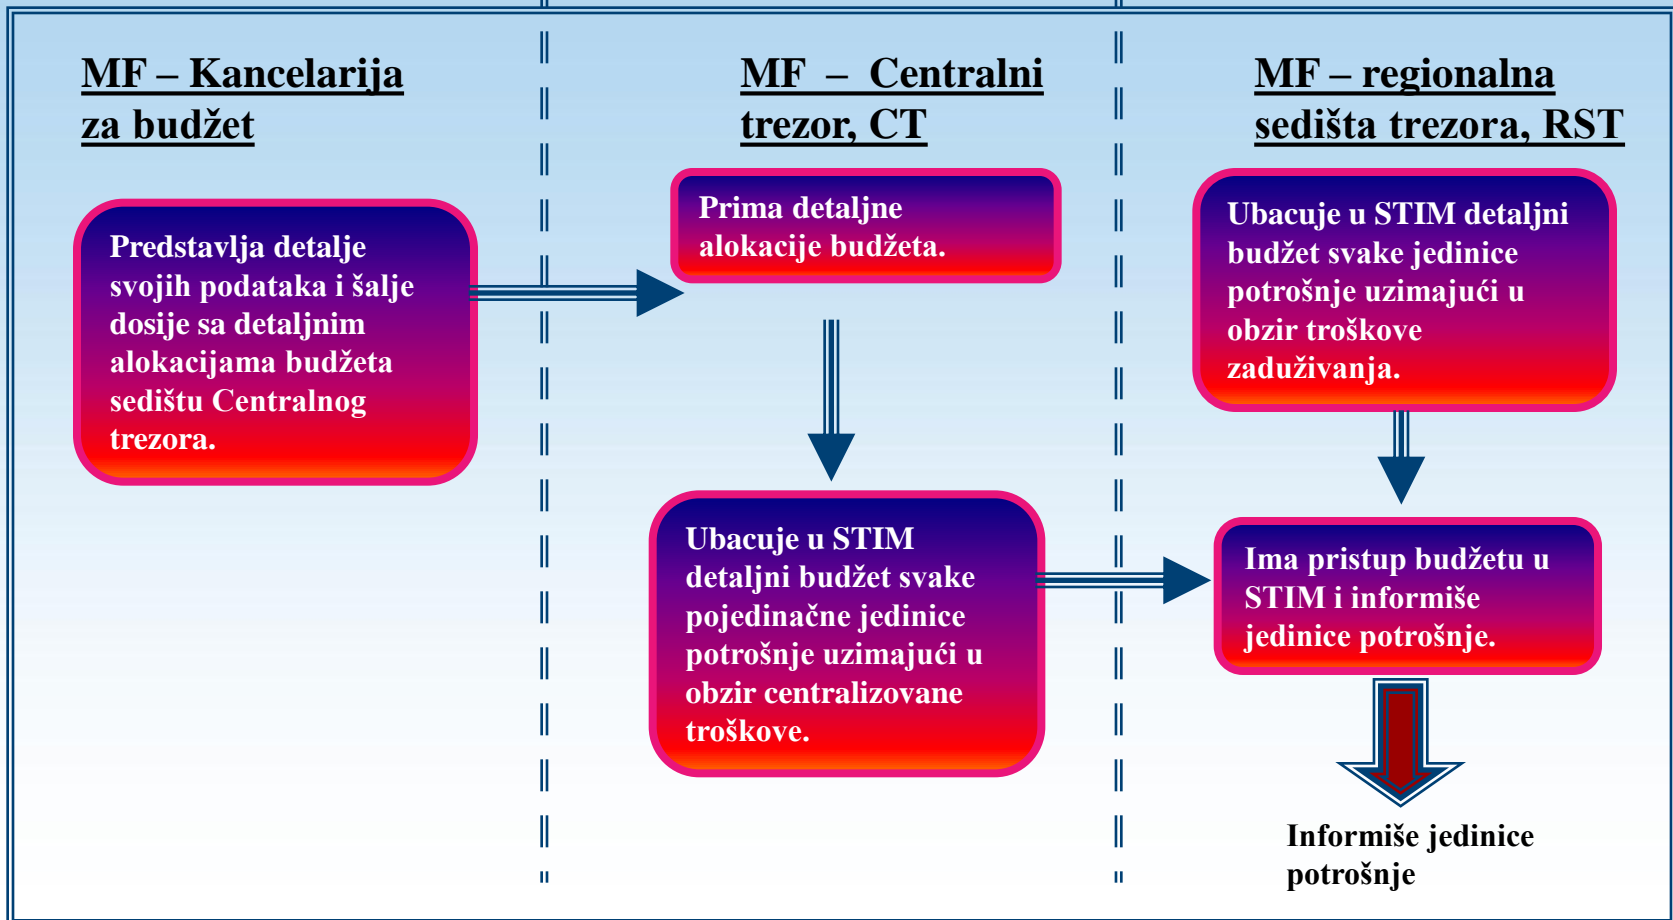 MF – Kancelarija
za budžet
Predstavlja detalje
svojih podataka i šalje
dosije sa detaljnim
alokacijama budžeta
sedištu Centralnog
trezora.
MF – Centralni
trezor, CT
Prima detaljne
alokacije budžeta.
Ubacuje u STIM
detaljni budžet svake
pojedinačne jedinice
potrošnje uzimajući u
obzir centralizovane
troškove.
MF – regionalna
sedišta trezora, RST
Ubacuje u STIM detaljni
budžet svake jedinice
potrošnje uzimajući u
obzir troškove
zaduživanja.
Ima pristup budžetu u
STIM i informiše
jedinice potrošnje.
Informiše jedinice
potrošnje